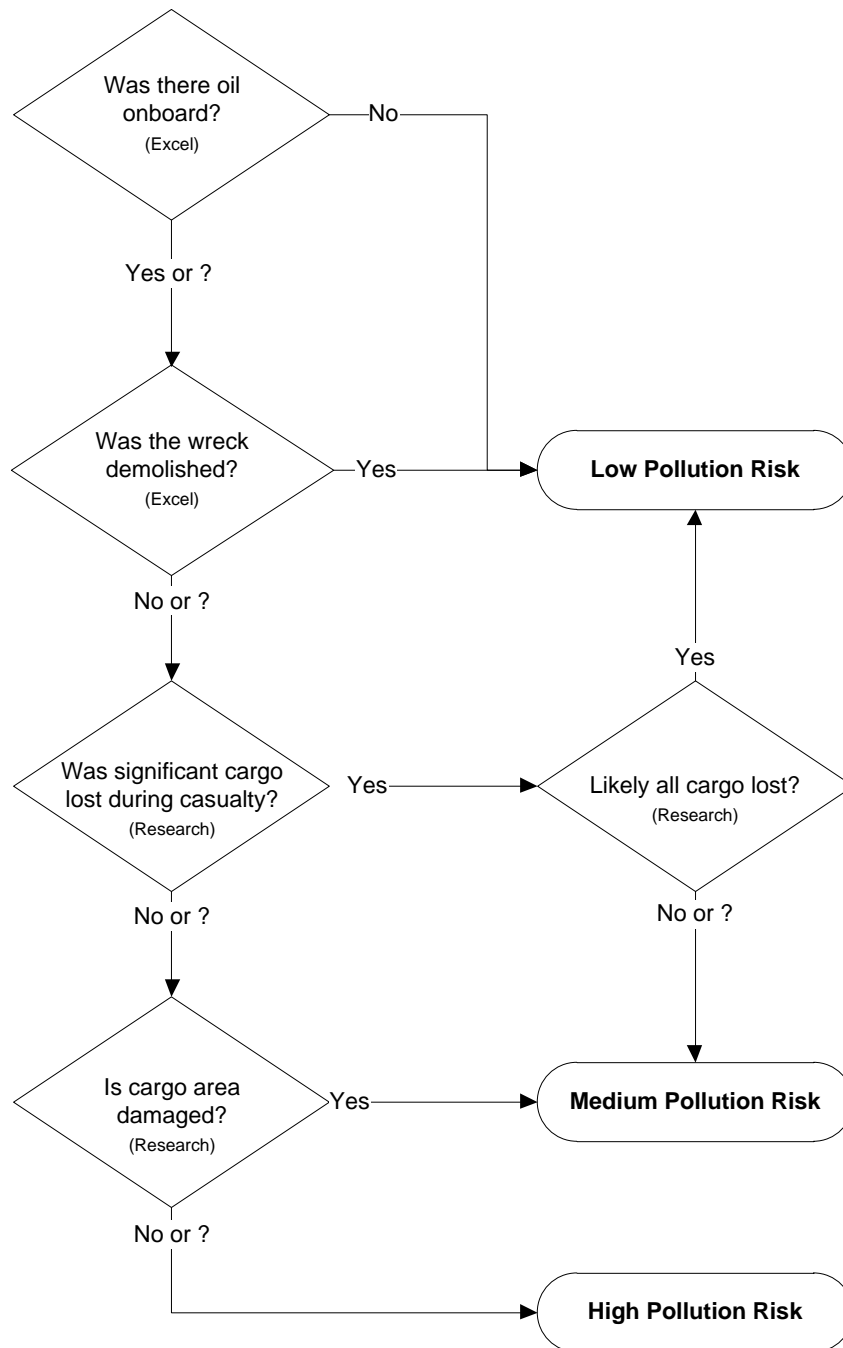 Was there oil
onboard?
(Excel)
No
Yes or ?
Was the wreck
demolished?
(Excel)
Yes
Low Pollution Risk
No or ?
Yes
Was significant cargo
lost during casualty?
(Research)
Yes
Likely all cargo lost?
(Research)
No or ?
No or ?
Is cargo area
damaged?
(Research)
Yes
Medium Pollution Risk
No or ?
High Pollution Risk